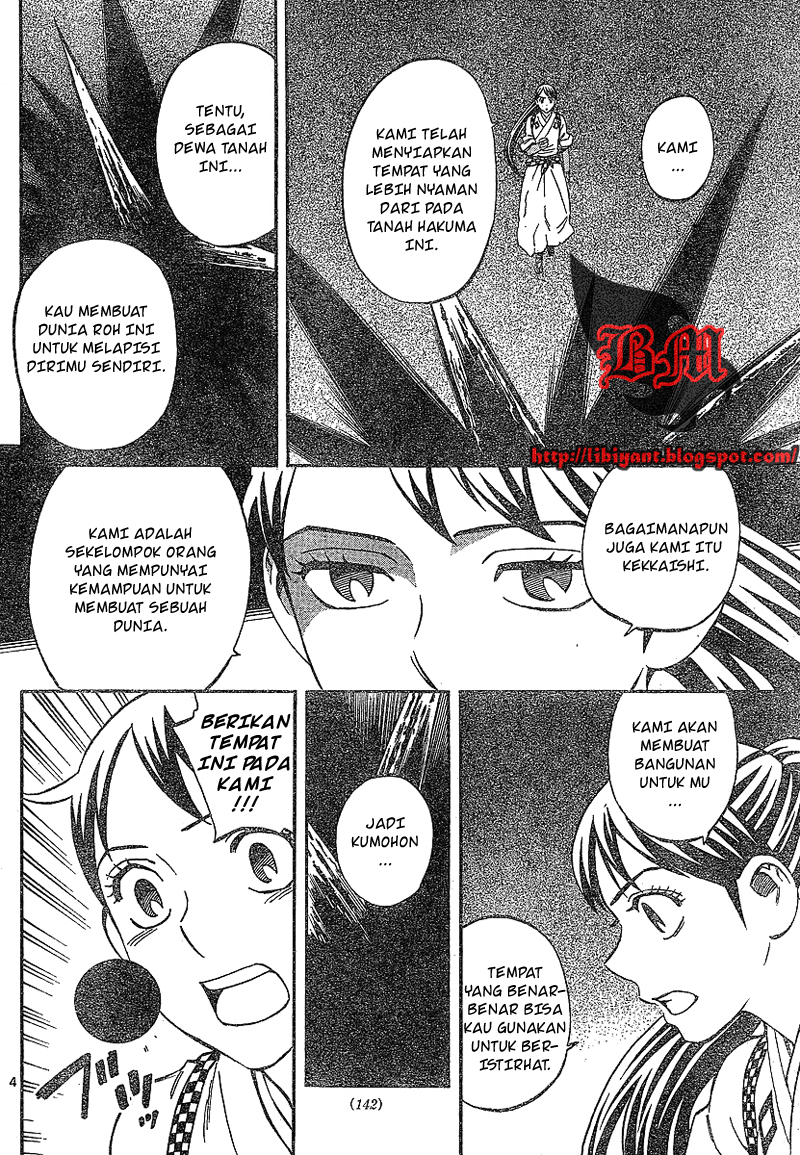 KAMI
...
KAMI TELAH
MENYIAPKAN
TEMPAT YANG
LEBIH NYAMAN
DARI PADA
TANAH HAKUMA
INI.
TENTU,
SEBAGAI
DEWA TANAH
INI...
KAU MEMBUAT
DUNIA ROH INI
UNTUK MELAPISI
DIRIMU SENDIRI.
BM
http://libiyant.blogspot.com/
BAGAIMANAPUN
JUGA KAMI ITU
KEKKAISHI.
KAMI ADALAH
SEKELOMPOK ORANG
YANG MEMPUNYAI
KEMAMPUAN UNTUK
MEMBUAT SEBUAH
DUNIA.
KAMI AKAN
MEMBUAT
BANGUNAN
UNTUK MU
...
TEMPAT
YANG BENAR-
BENAR BISA
KAU GUNAKAN
UNTUK BER-
ISTIRHAT.
JADI
KUMOHON
...
BERIKAN
TEMPAT
INI PADA
KAMI
!!!
4
(142)